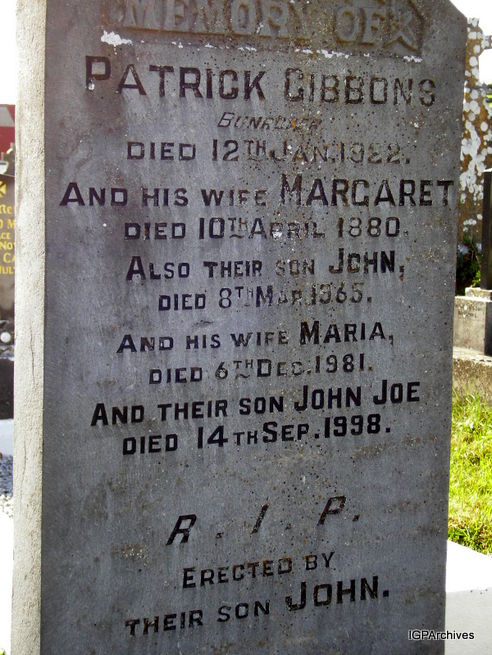 MEMORY OF
PATRICK GIBBONS
DIED 12TH JAN. 1922.
AND HIS WIFE MARGARET
DIED 10TH APRIL 1880.
ALSO THEIR SON JOHN,
DIED 8TH MAR. 1965.
AND HIS WIFE MARIA,
DIED 6TH DEC. 1981.
AND THEIR SON JOHN JOE
DIED 14TH SEP. 1998.
R. I. P.
ERECTED BY
THEIR SON JOHN.
IGPArchives